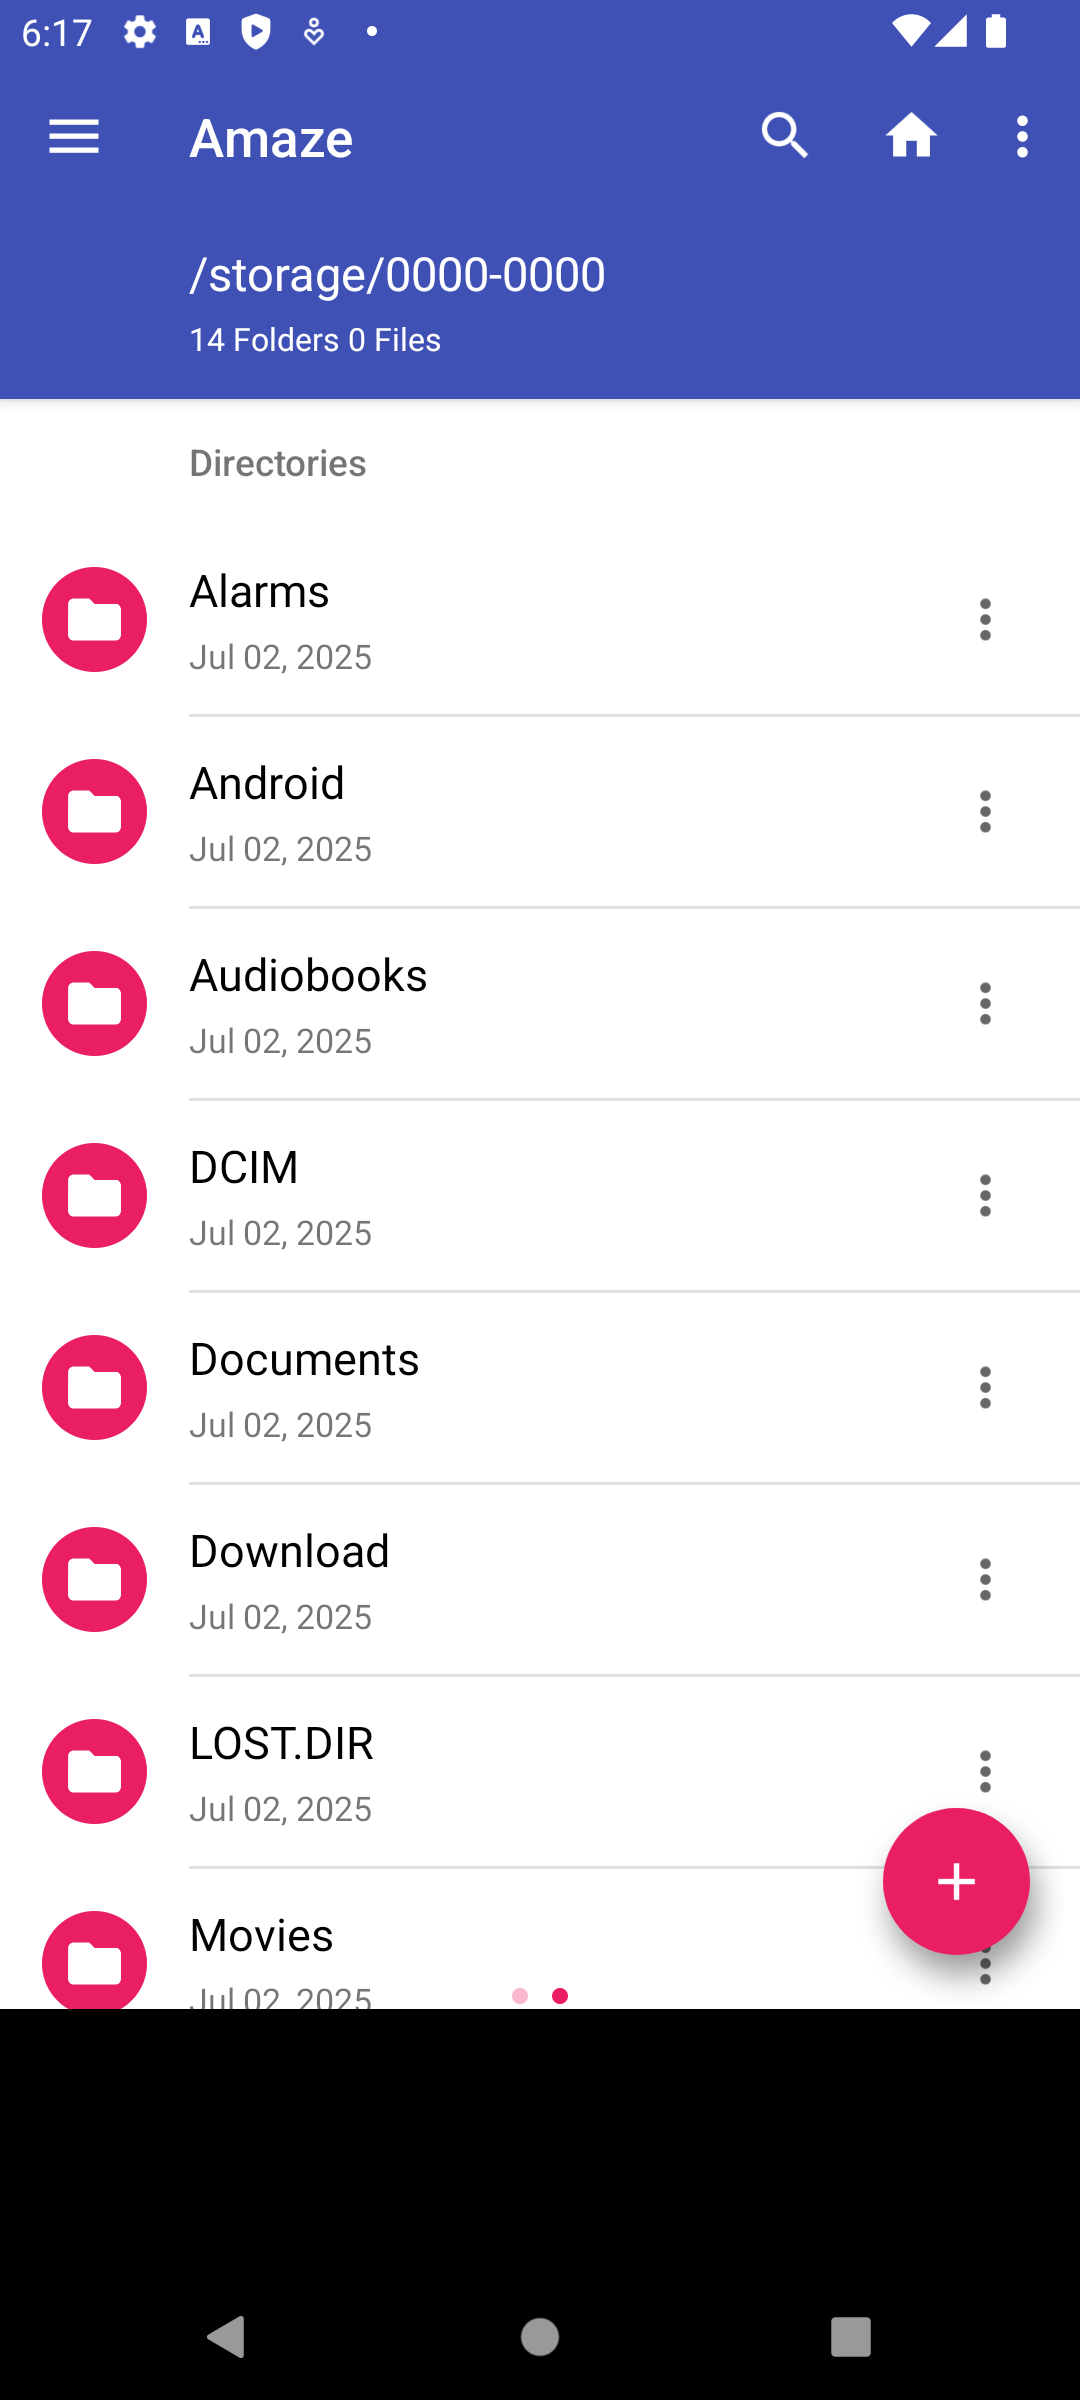 6:17
Amaze
/storage/0000-0000
14 Folders 0 Files
Directories
Alarms
Jul 02, 2025
Android
Jul 02, 2025
Audiobooks
Jul 02, 2025
DCIM
Jul 02, 2025
Documents
Jul 02, 2025
Download
Jul 02, 2025
LOST.DIR
Jul 02, 2025
Movies
Jul 02, 2025